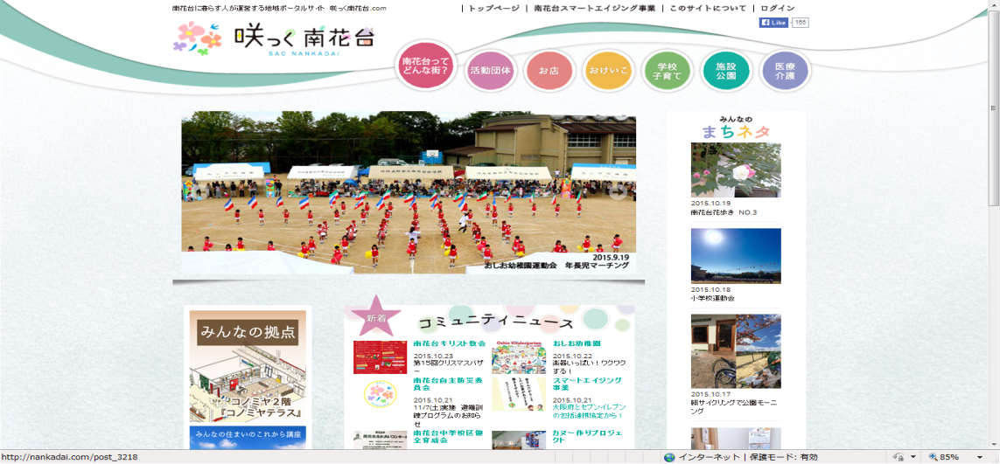 南花台に暮らす人が運営する地域ポータルサイト 咲っく南花台.com
| トップページ | 南花台スマートエイジング事業 | このサイトについて | ログイン
Like 165
咲っく南花台
SAC NANKADAI
南花台って
どんな街?
活動団体
お店
おけいこ
学校
子育て
施設
公園
医療
介護
2015.9.19
おしお幼稚園運動会 年長児マーチング
みんなの
まちネタ
2015.10.19
南花台花歩き NO.3
2015.10.18
小学校運動会
2015.10.17
朝サイクリングで公園モーニ
ング
みんなの拠点
コノミヤ2階
『コノミヤテラス』
みんなの住まいのこれから講座
新着
コミュニティニュース
南花台キリスト教会
2015.10.23
第15回クリスマスバザ
ー
おしお幼稚園
2015.10.22
楽器いっぱい!ワクワク
する!
南花台自主防災委
員会
2015.10.21
11/7(土)実施 避難訓
練プログラムのお知ら
せ
スマートエイジング
事業
2015.10.21
大阪府とセブンイレブン
の包括連携協定から!
南花台中学校区健
全育成会
カヌー作りプロジェ
クト
http://nankadai.com/post_3218
インターネット | 保護モード: 有効
85%